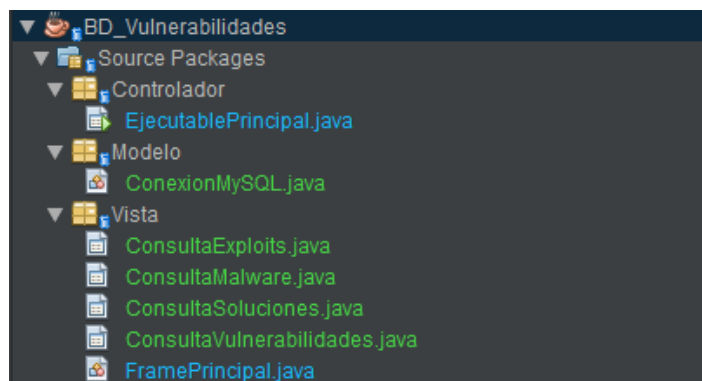 BD_Vulnerabilidades
Source Packages
Controlador
EjecutablePrincipal.java
Modelo
ConexionMySQL.java
Vista
ConsultaExploits.java
ConsultaMalware.java
ConsultaSoluciones.java
ConsultaVulnerabilidades.java
FramePrincipal.java